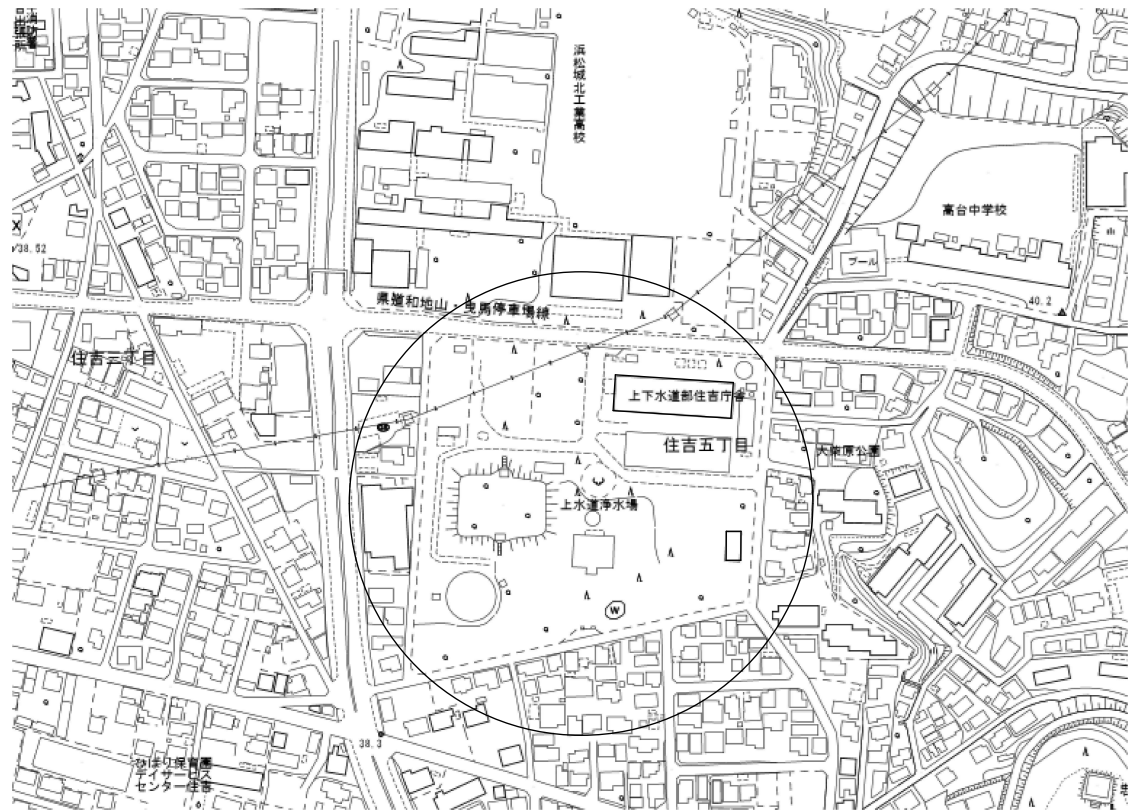 浜松城北工業高校
高台中学校
プール
38.52
40.2
県道和地山・曳馬停車場線
住吉三丁目
上下水道部住吉庁舎
住吉五丁目
大柴原公園
上水道浄水場
W
38.3
ひばり保育園
デイサービス
センター住吉